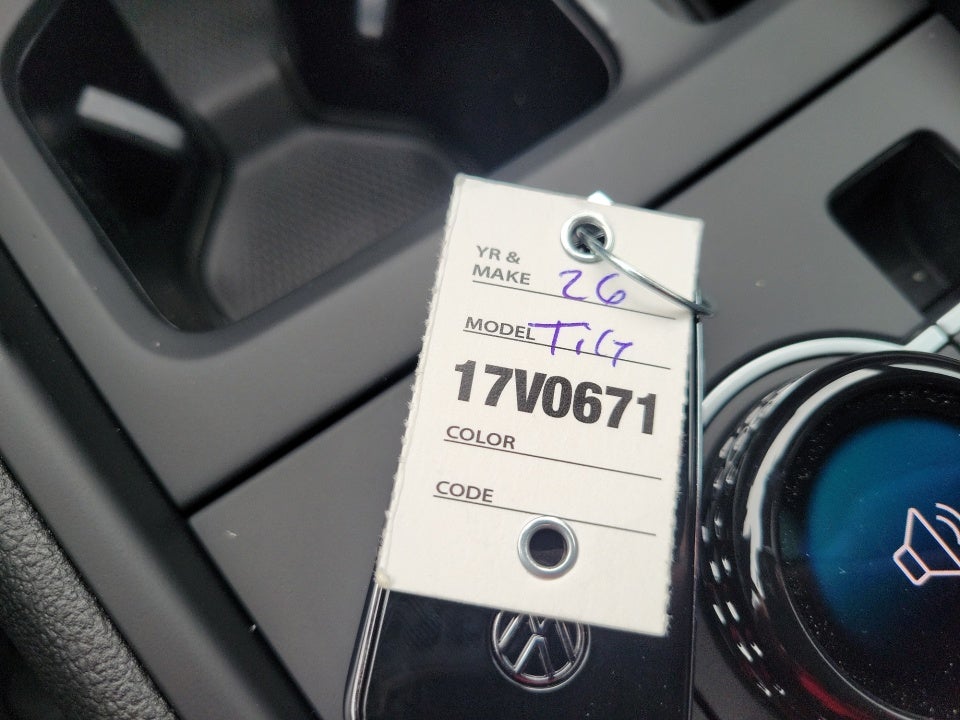 YR &
MAKE 26
MODEL TIG
17V0671
COLOR
CODE